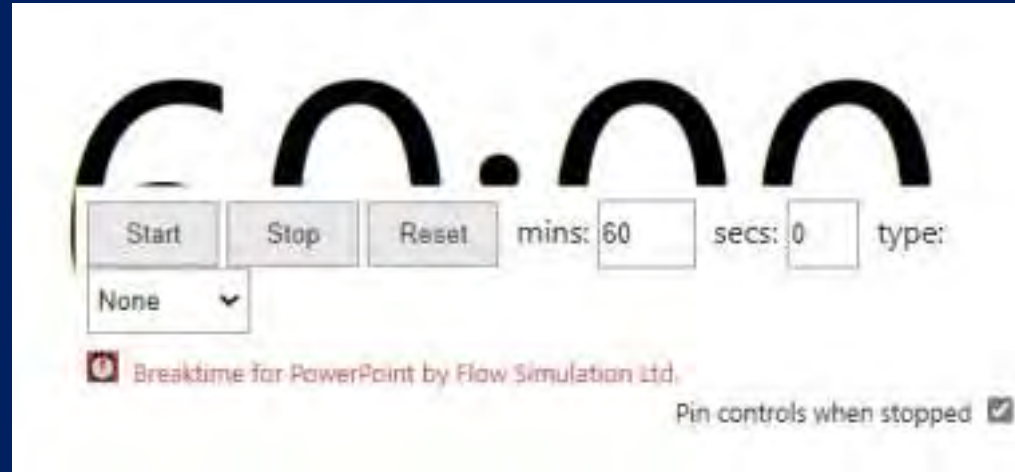 60:00
Start Stop Reset mins: 60 secs: 0 type:
None
Breaktime for PowerPoint by Flow Simulation Ltd.
Pin controls when stopped